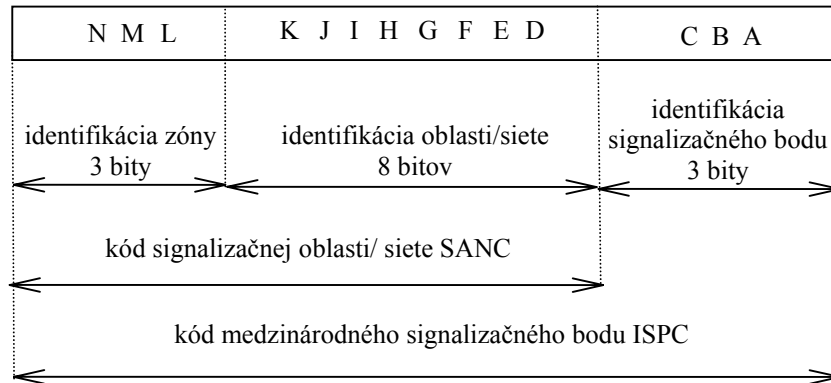 N M L K J I H G F E D C B A
identifikácia zóny
3 bity
identifikácia oblasti/siete
8 bitov
identifikácia
signalizačného bodu
3 bity
kód signalizačnej oblasti/ siete SANC
kód medzinárodného signalizačného bodu ISPC